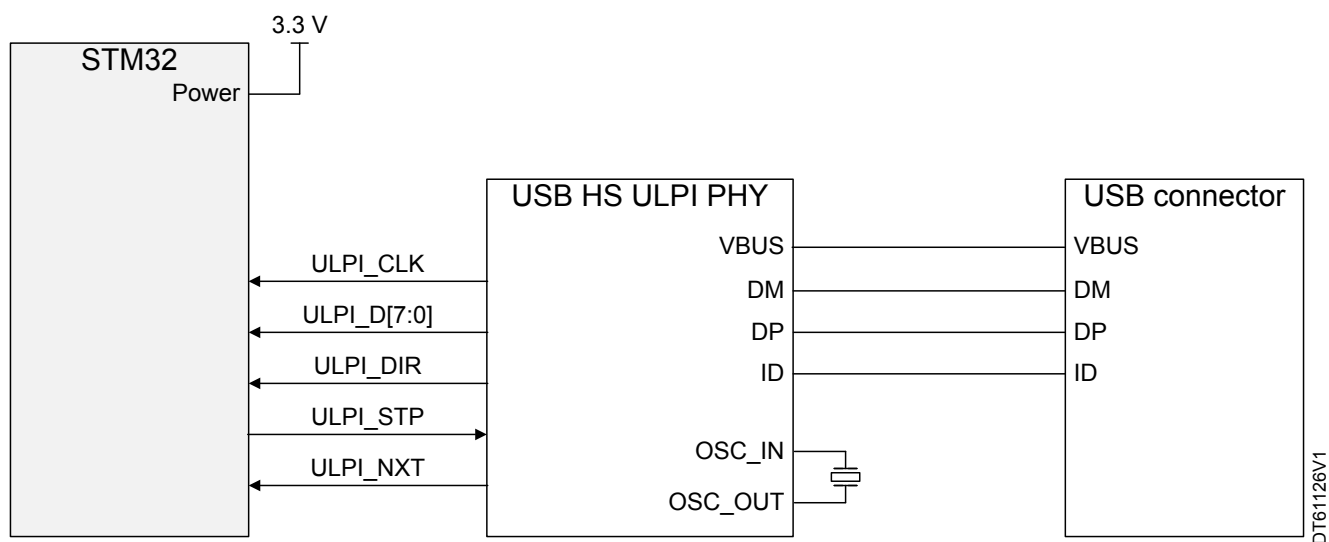 3.3 V
STM32
Power
USB HS ULPI PHY
USB connector
VBUS
VBUS
ULPI_CLK
DM
DM
ULPI_D[7:0]
DP
DP
ULPI_DIR
ID
ID
ULPI_STP
OSC_IN
ULPI_NXT
OSC_OUT
DT61126V1